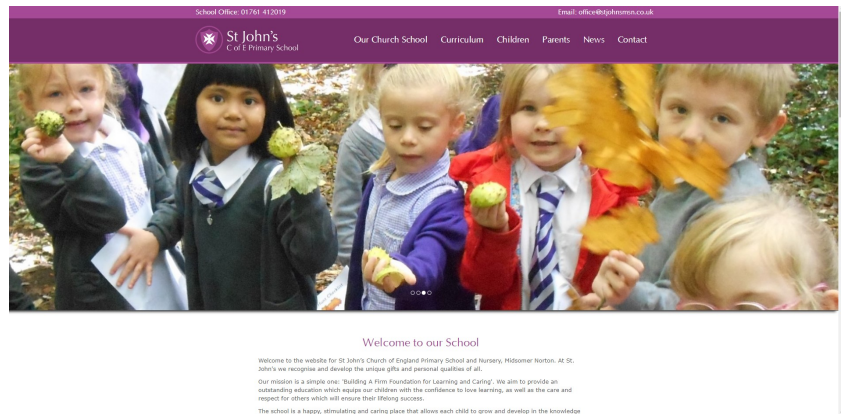 School Office: 01761 412019
Email: office@stjohnsmsn.co.uk
St John's
C of E Primary School
Our Church School
Curriculum
Children
Parents
News
Contact
Welcome to our School
Welcome to the website for St John's Church of England Primary School and Nursery, Midsomer Norton. At St.
John's we recognise and develop the unique gifts and personal qualities of all.
Our mission is a simple one: 'Building A Firm Foundation for Learning and Caring'. We aim to provide an
outstanding education which equips our children with the confidence to love learning, as well as the care and
respect for others which will ensure their lifelong success.
The school is a happy, stimulating and caring place that allows each child to grow and develop in the knowledge